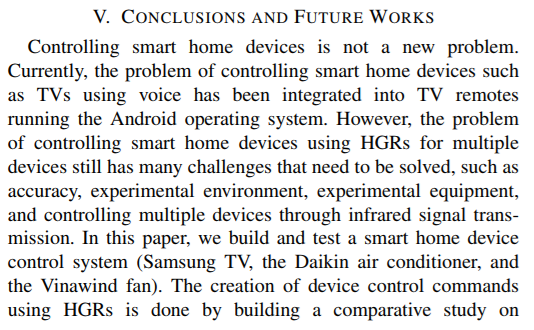 V. CONCLUSIONS AND FUTURE WORKS
Controlling smart home devices is not a new problem.
Currently, the problem of controlling smart home devices such
as TVs using voice has been integrated into TV remotes
running the Android operating system. However, the problem
of controlling smart home devices using HGRs for multiple
devices still has many challenges that need to be solved, such as
accuracy, experimental environment, experimental equipment,
and controlling multiple devices through infrared signal trans-
mission. In this paper, we build and test a smart home device
control system (Samsung TV, the Daikin air conditioner, and
the Vinawind fan). The creation of device control commands
using HGRs is done by building a comparative study on